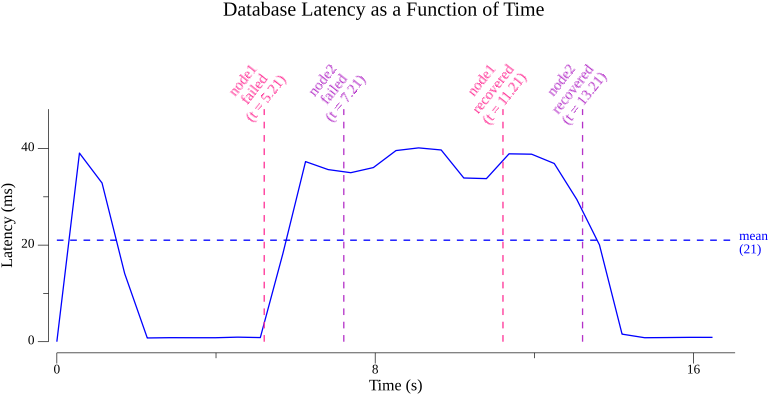 Database Latency as a Function of Time
node1
failed
(t = 5.21)
node2
failed
(t = 7.21)
node1
recovered
(t = 11.21)
node2
recovered
(t = 13.21)
40
20
0
Latency (ms)
mean
(21)
0
8
16
Time (s)